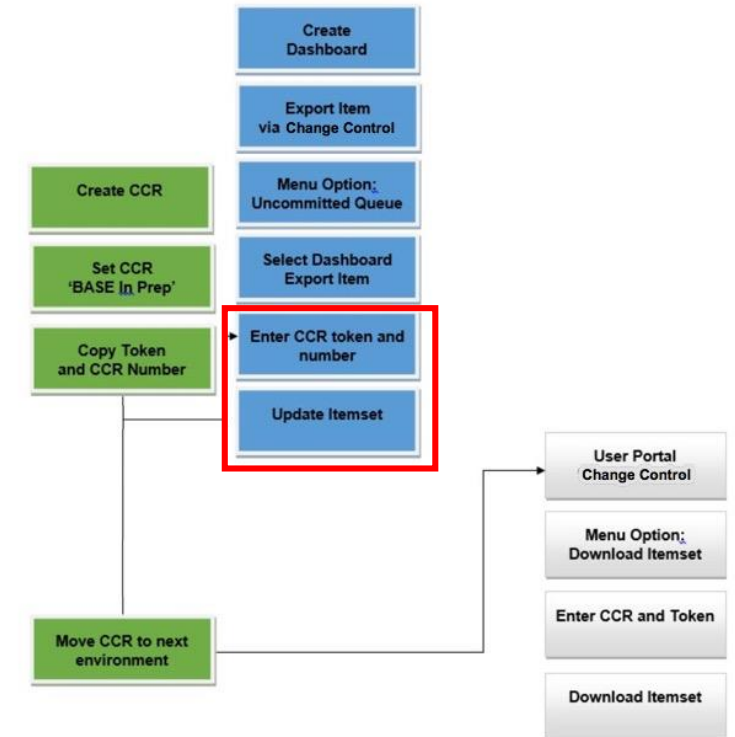 Create
Dashboard
Export Item
via Change Control
Menu Option;
Uncommitted Queue
Select Dashboard
Export Item
Enter CCR token and
number
Update Itemset
Create CCR
Set CCR
‘BASE In Prep’
Copy Token
and CCR Number
Move CCR to next
environment
User Portal
Change Control
Menu Option;
Download Itemset
Enter CCR and Token
Download Itemset